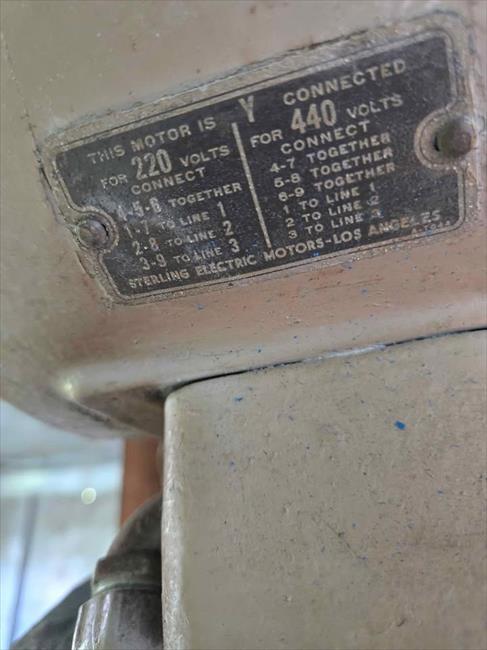 THIS MOTOR IS Y CONNECTED
FOR 220 VOLTS
CONNECT
4-5-6 TOGETHER
1-7 TO LINE 1
2-8 TO LINE 2
3-9 TO LINE 3
FOR 440 VOLTS
CONNECT
4-7 TOGETHER
5-8 TOGETHER
6-9 TOGETHER
1 TO LINE 1
2 TO LINE 2
3 TO LINE 3
STERLING ELECTRIC MOTORS-LOS ANGELES